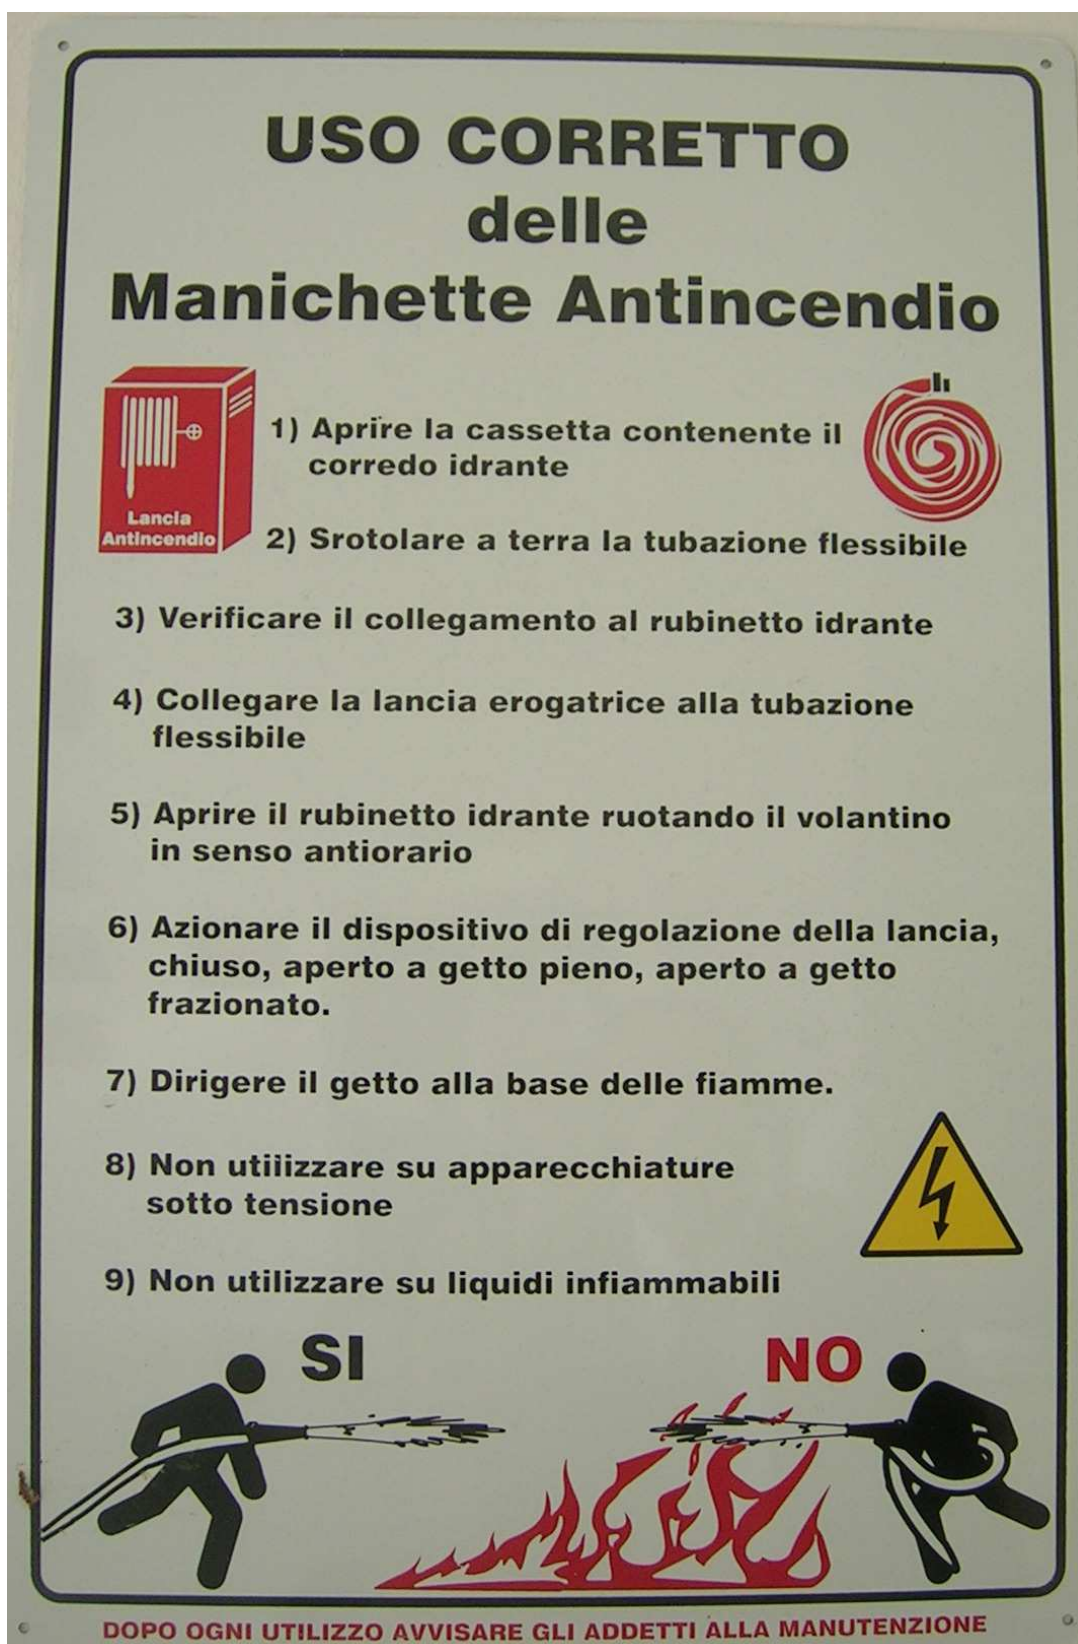 USO CORRETTO
delle
Manichette Antincendio
Lancia
Antincendio
1) Aprire la cassetta contenente il
corredo idrante
2) Srotolare a terra la tubazione flessibile
3) Verificare il collegamento al rubinetto idrante
4) Collegare la lancia erogatrice alla tubazione
flessibile
5) Aprire il rubinetto idrante ruotando il volantino
in senso antiorario
6) Azionare il dispositivo di regolazione della lancia,
chiuso, aperto a getto pieno, aperto a getto
frazionato.
7) Dirigere il getto alla base delle fiamme.
8) Non utilizzare su apparecchiature
sotto tensione
9) Non utilizzare su liquidi infiammabili
SI
NO
DOPO OGNI UTILIZZO AVVISARE GLI ADDETTI ALLA MANUTENZIONE